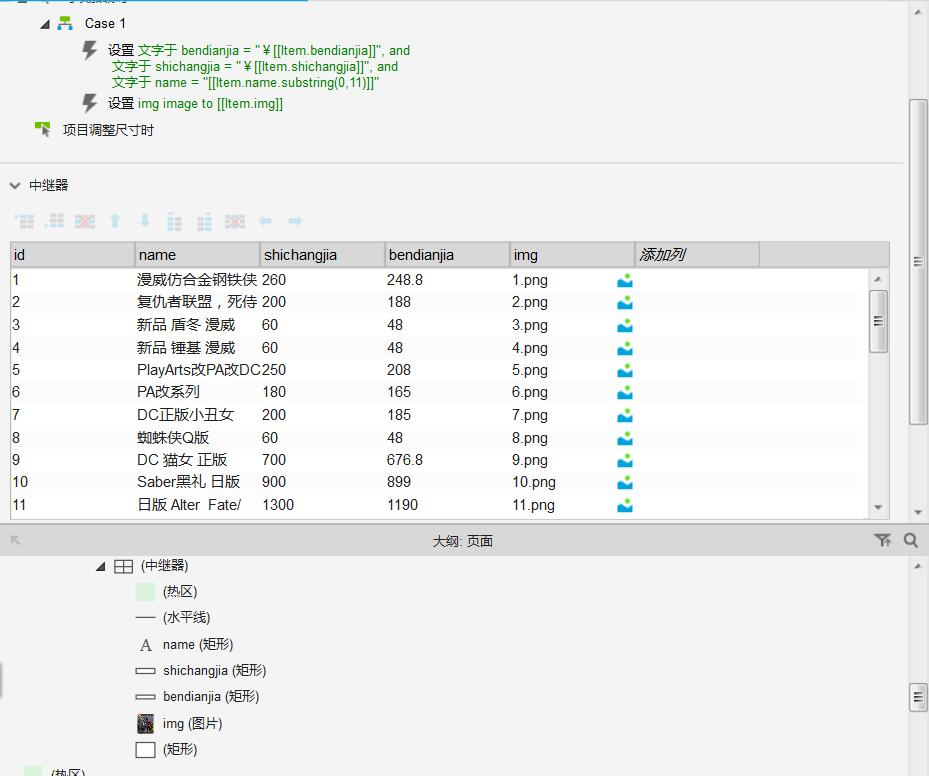 Case 1
设置 文字于 bendianjia = "￥[[Item.bendianjia]]", and
文字于 shichangjia = "￥[[Item.shichangjia]]", and
文字于 name = "[[Item.name.substring(0,11)]]"
设置 img image to [[Item.img]]
项目调整尺寸时
中继器
id name shichangjia bendianjia img 添加列
1 漫威仿合金钢铁侠 260 248.8 1.png
2 复仇者联盟，死侍 200 188 2.png
3 新品 盾冬 漫威 60 48 3.png
4 新品 锤基 漫威 60 48 4.png
5 PlayArts改PA改DC 250 208 5.png
6 PA改系列 180 165 6.png
7 DC正版小丑女 200 185 7.png
8 蜘蛛侠Q版 60 48 8.png
9 DC 猫女 正版 700 676.8 9.png
10 Saber黑礼 日版 900 899 10.png
11 日版 Alter Fate/ 1300 1190 11.png
大纲: 页面
(中继器)
(热区)
(水平线)
A name (矩形)
shichangjia (矩形)
bendianjia (矩形)
img (图片)
(矩形)
(热区)